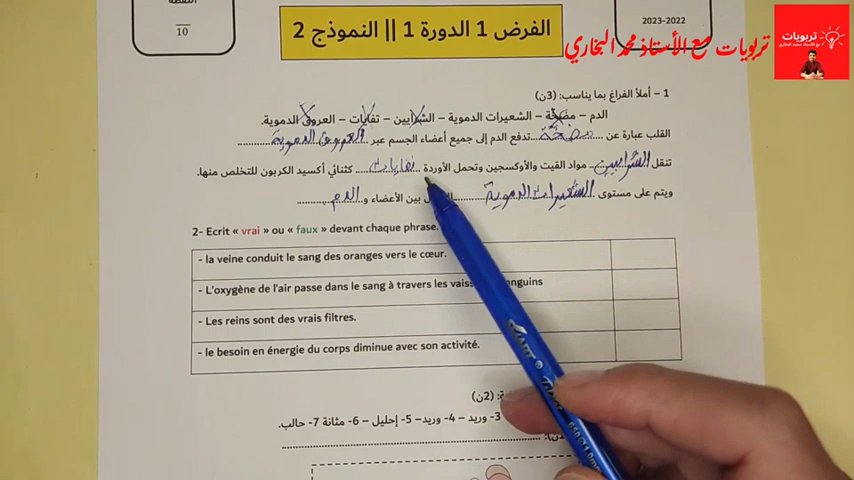 النقطة
10
الفرض 1 الدورة 1 || النموذج 2
2023-2022
تربويات مع الأستاذ محمد البخاري
تربويات
مع الأستاذ محمد البخاري
1 – أملأ الفراغ بما يناسب: (3ن)
الدم – مضخة – الشعيرات الدموية – الشرايين – نفايات – العروق الدموية.
القلب عبارة عن مضخة تدفع الدم إلى جميع أعضاء الجسم عبر العروق الدموية
تنقل الشرايين مواد القيت والأوكسجين وتحمل الأوردة نفايات كثنائي أكسيد الكربون للتخلص منها.
ويتم على مستوى الشعيرات الدموية بين الأعضاء و الدم
2- Ecrit « vrai » ou « faux » devant chaque phrase.
- la veine conduit le sang des oranges vers le cœur.
- L'oxygène de l'air passe dans le sang à travers les vaiss anguins
- Les reins sont des vrais filtres.
- le besoin en énergie du corps diminue avec son activité.
(2ن)
3- وريد – 4- وريد– 5- إحليل – 6- مثانة 7- حالب.